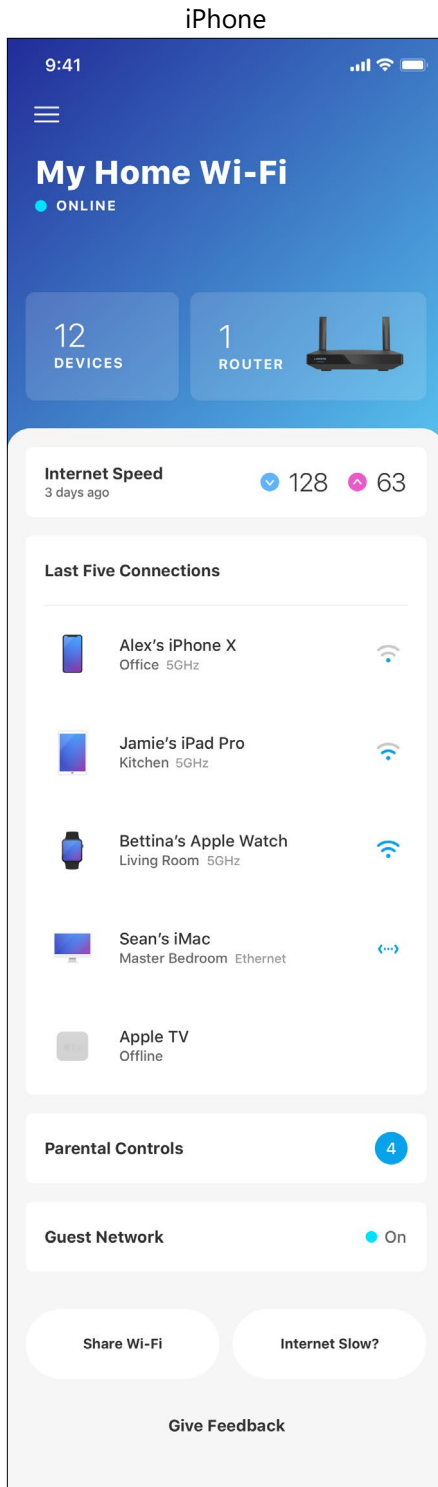 iPhone
9:41
My Home Wi-Fi
ONLINE
12
DEVICES
1
ROUTER
Internet Speed
3 days ago
128
63
Last Five Connections
Alex's iPhone X
Office 5GHz
Jamie's iPad Pro
Kitchen 5GHz
Bettina's Apple Watch
Living Room 5GHz
Sean's iMac
Master Bedroom Ethernet
Apple TV
Offline
Parental Controls
4
Guest Network
On
Share Wi-Fi
Internet Slow?
Give Feedback